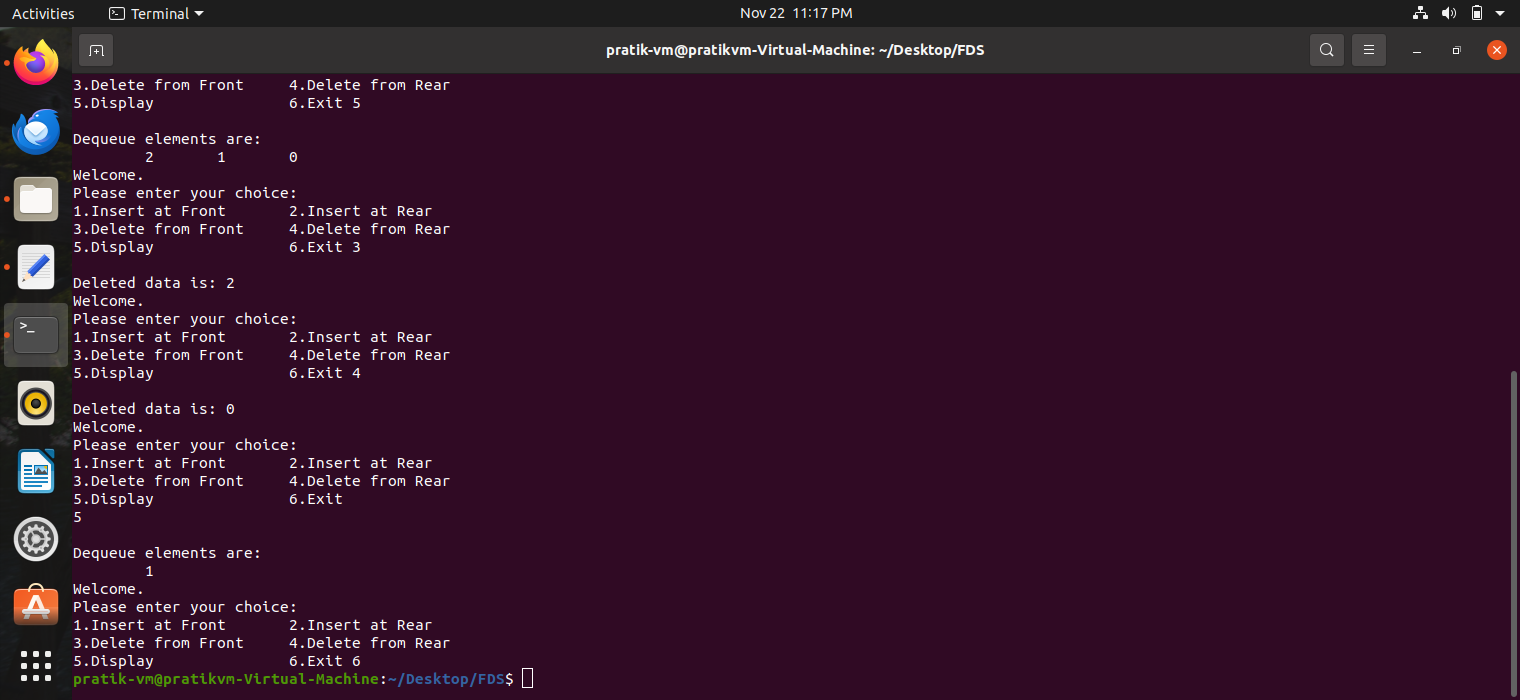 Activities Terminal Nov 22 11:17 PM
pratik-vm@pratikvm-Virtual-Machine: ~/Desktop/FDS
3.Delete from Front 4.Delete from Rear
5.Display 6.Exit 5
Dequeue elements are:
2 1 0
Welcome.
Please enter your choice:
1.Insert at Front 2.Insert at Rear
3.Delete from Front 4.Delete from Rear
5.Display 6.Exit 3
Deleted data is: 2
Welcome.
Please enter your choice:
1.Insert at Front 2.Insert at Rear
3.Delete from Front 4.Delete from Rear
5.Display 6.Exit 4
Deleted data is: 0
Welcome.
Please enter your choice:
1.Insert at Front 2.Insert at Rear
3.Delete from Front 4.Delete from Rear
5.Display 6.Exit
5
Dequeue elements are:
1
Welcome.
Please enter your choice:
1.Insert at Front 2.Insert at Rear
3.Delete from Front 4.Delete from Rear
5.Display 6.Exit 6
pratik-vm@pratikvm-Virtual-Machine:~/Desktop/FDS$